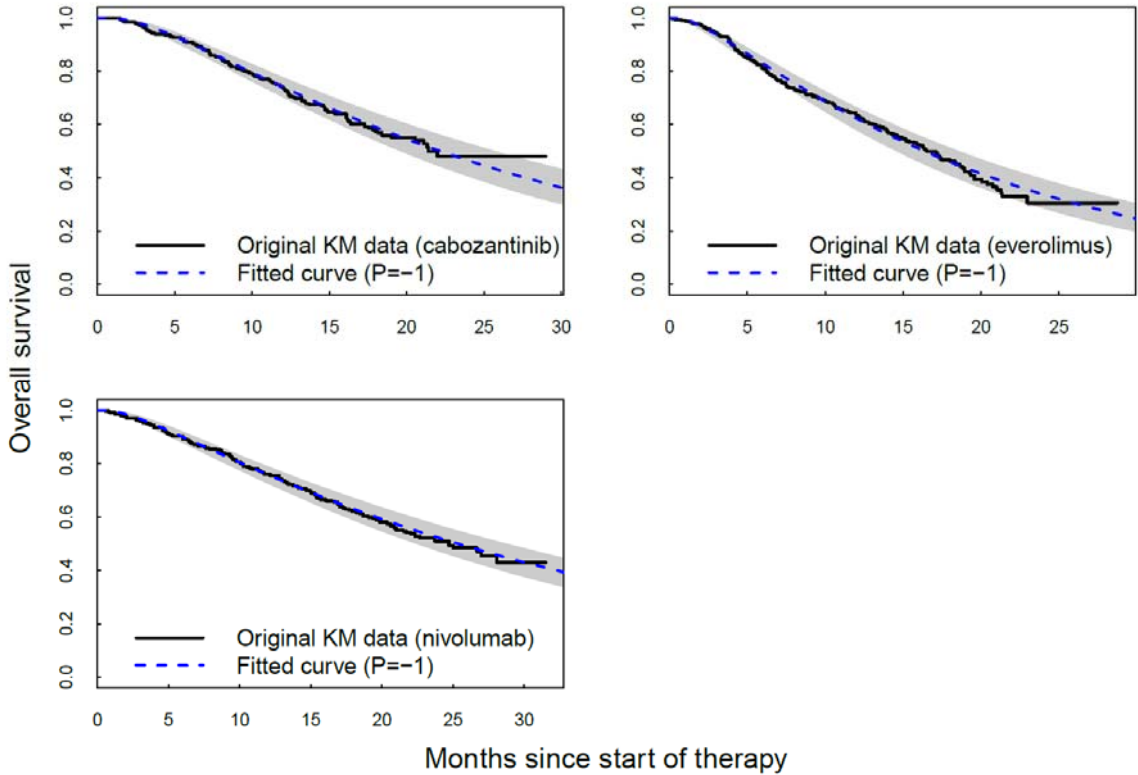 Overall survival
1.0
0.8
0.6
0.4
0.2
0.0
Original KM data (cabozantinib)
Fitted curve (P=−1)
0 5 10 15 20 25 30
1.0
0.8
0.6
0.4
0.2
0.0
Original KM data (everolimus)
Fitted curve (P=−1)
0 5 10 15 20 25
1.0
0.8
0.6
0.4
0.2
0.0
Original KM data (nivolumab)
Fitted curve (P=−1)
0 5 10 15 20 25 30
Months since start of therapy